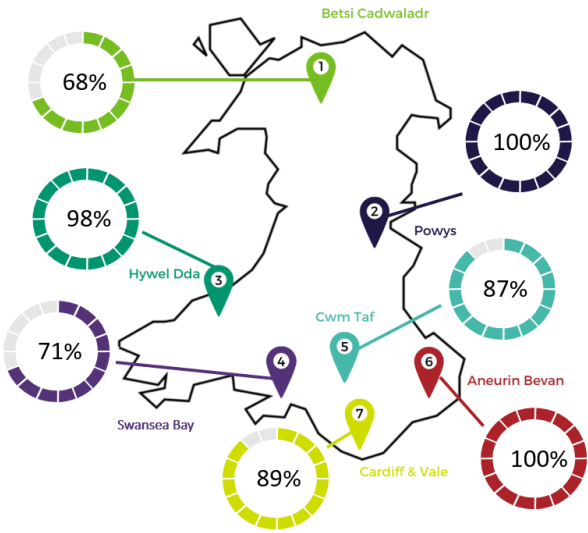 Betsi Cadwaladr
1
68%
100%
2
Powys
98%
Hywel Dda
3
87%
Cwm Taf
5
71%
4
6
Aneurin Bevan
Swansea Bay
7
89%
Cardiff & Vale
100%